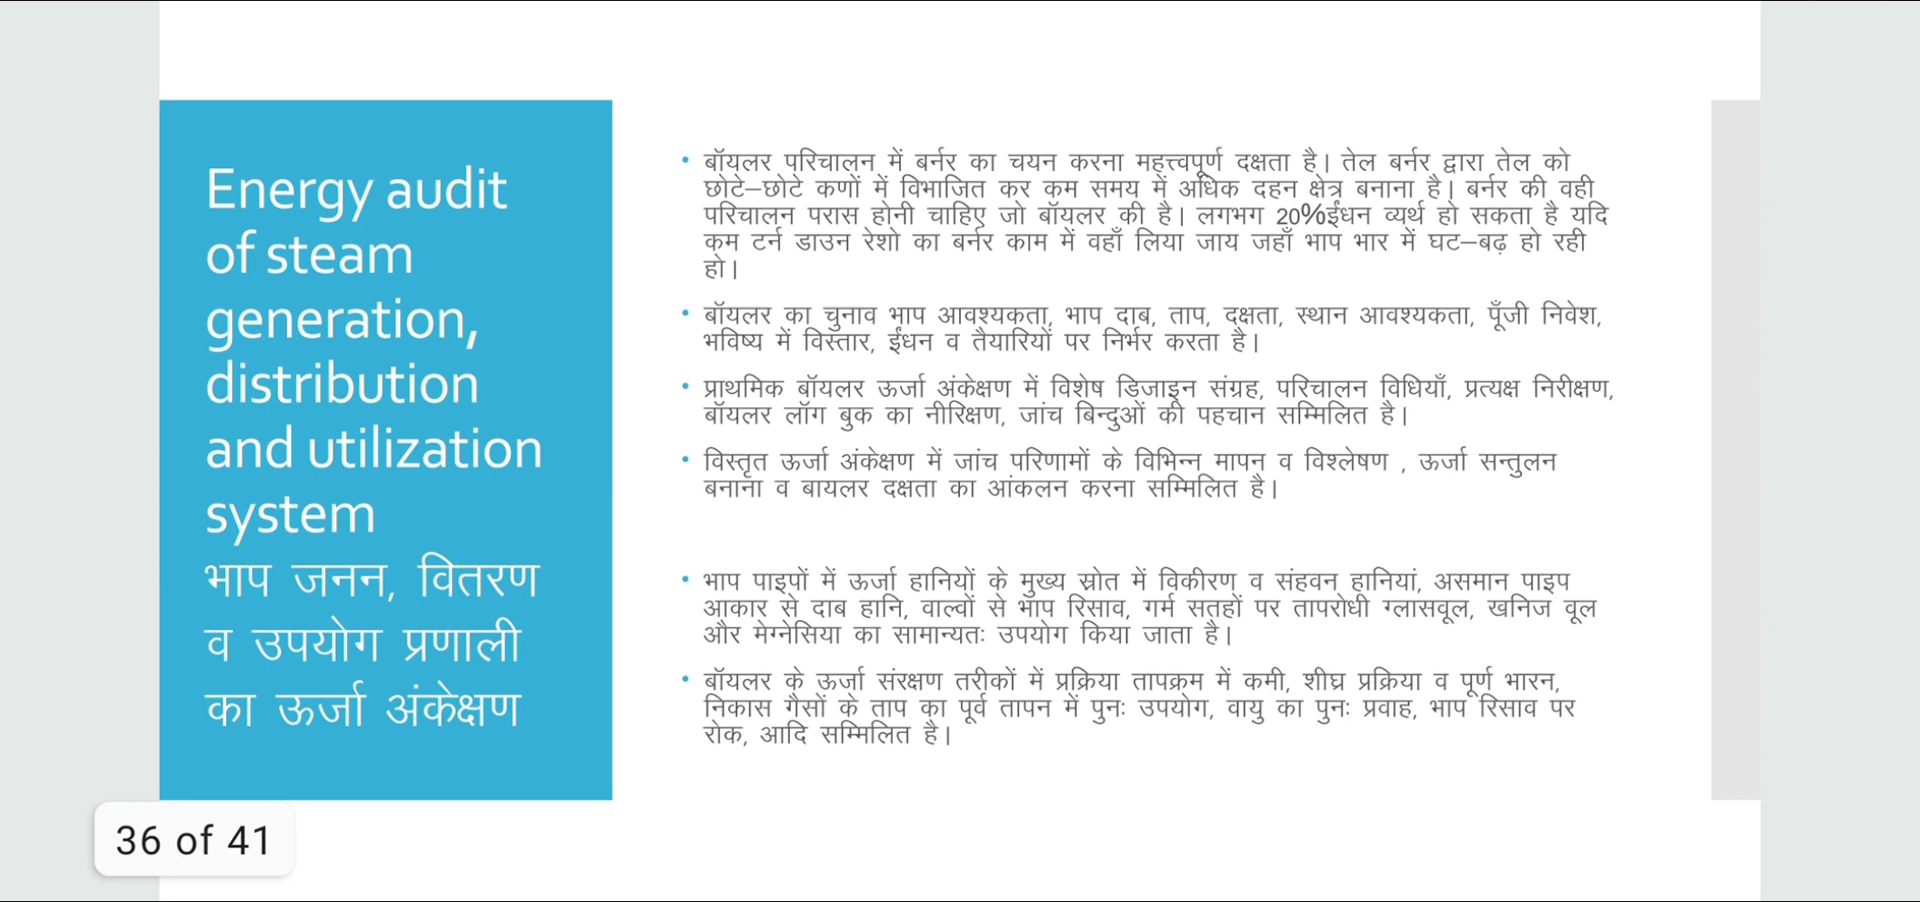 Energy audit
of steam
generation,
distribution
and utilization
system
भाप जनन, वितरण
व उपयोग प्रणाली
का ऊर्जा अंकेक्षण
• बॉयलर परिचालन में बर्नर का चयन करना महत्त्वपूर्ण दक्षता है। तेल बर्नर द्वारा तेल को
छोटे–छोटे कणों में विभाजित कर कम समय में अधिक दहन क्षेत्र बनाना है। बर्नर की वही
परिचालन परास होनी चाहिए जो बॉयलर की है। लगभग 20%ईंधन व्यर्थ हो सकता है यदि
कम टर्न डाउन रेशो का बर्नर काम में वहाँ लिया जाय जहाँ भाप भार में घट–बढ़ हो रही
हो।
• बॉयलर का चुनाव भाप आवश्यकता, भाप दाब, ताप, दक्षता, स्थान आवश्यकता, पूँजी निवेश,
भविष्य में विस्तार, ईंधन व तैयारियों पर निर्भर करता है।
• प्राथमिक बॉयलर ऊर्जा अंकेक्षण में विशेष डिजाइन संग्रह, परिचालन विधियाँ, प्रत्यक्ष निरीक्षण,
बॉयलर लॉग बुक का नीरिक्षण, जांच बिन्दुओं की पहचान सम्मिलित है।
• विस्तृत ऊर्जा अंकेक्षण में जांच परिणामों के विभिन्न मापन व विश्लेषण , ऊर्जा सन्तुलन
बनाना व बायलर दक्षता का आंकलन करना सम्मिलित है।
• भाप पाइपों में ऊर्जा हानियों के मुख्य स्रोत में विकीरण व संहवन हानियां, असमान पाइप
आकार से दाब हानि, वाल्वों से भाप रिसाव, गर्म सतहों पर तापरोधी ग्लासवूल, खनिज वूल
और मेग्नेसिया का सामान्यतः उपयोग किया जाता है।
• बॉयलर के ऊर्जा संरक्षण तरीकों में प्रक्रिया तापक्रम में कमी, शीघ्र प्रक्रिया व पूर्ण भारन,
निकास गैसों के ताप का पूर्व तापन में पुनः उपयोग, वायु का पुनः प्रवाह, भाप रिसाव पर
रोक, आदि सम्मिलित है।
36 of 41